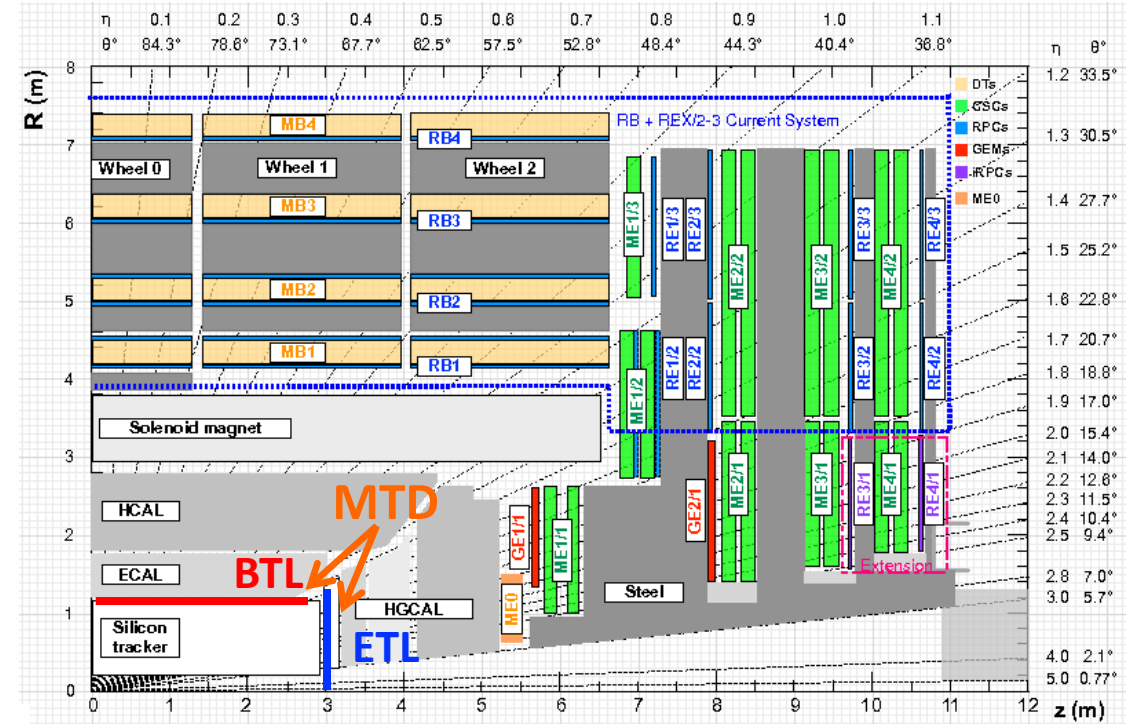 η 0.1 0.2 0.3 0.4 0.5 0.6 0.7 0.8 0.9 1.0 1.1
θ° 84.3° 78.6° 73.1° 67.7° 62.5° 57.5° 52.8° 48.4° 44.3° 40.4° 36.8° η θ°
R (m)
8
7
6
5
4
3
2
1
0
1.2 33.5°
1.3 30.5°
1.4 27.7°
1.5 25.2°
1.6 22.8°
1.7 20.7°
1.8 18.8°
1.9 17.0°
2.0 15.4°
2.1 14.0°
2.2 12.8°
2.3 11.5°
2.4 10.4°
2.5 9.4°
2.8 7.0°
3.0 5.7°
4.0 2.1°
5.0 0.77°
DTs
CSCs
RPCs
GEMs
iRPCs
ME0
RB + REX/2-3 Current System
MB4
RB4
Wheel 0 Wheel 1 Wheel 2
MB3
RB3
MB2
RB2
MB1
RB1
Solenoid magnet
HCAL
ECAL
Silicon
tracker
MTD
BTL
ETL
HGCAL
Steel
ME0
GE1/1
ME1/1
ME1/2
ME1/3
RE1/3
RE2/3
RE1/2
RE2/2
GE2/1
ME2/1
ME2/2
ME3/2
ME3/1
RE3/3
RE3/2
RE3/1
ME4/2
ME4/1
RE4/3
RE4/2
RE4/1
Extension
0 1 2 3 4 5 6 7 8 9 10 11 12 z (m)